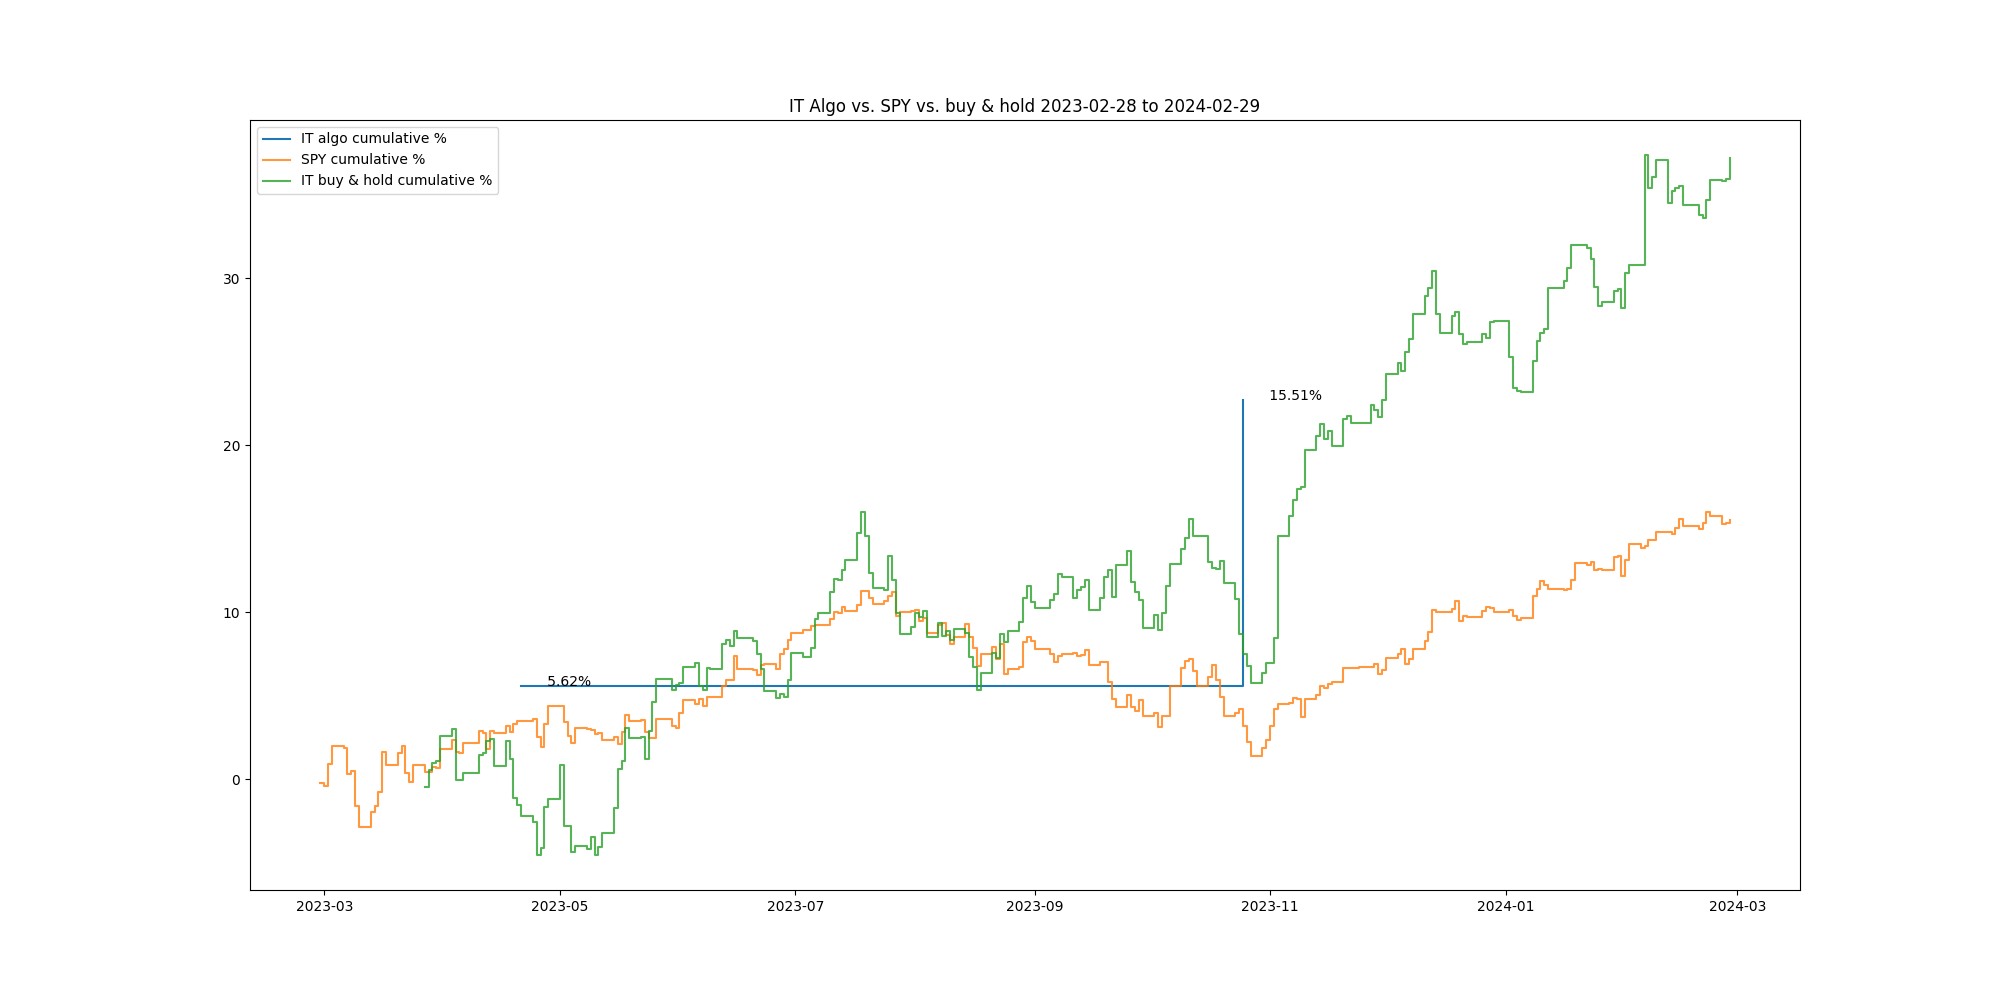 IT Algo vs. SPY vs. buy & hold 2023-02-28 to 2024-02-29
IT algo cumulative %
SPY cumulative %
IT buy & hold cumulative %
30
20
10
0
15.51%
5.62%
2023-03 2023-05 2023-07 2023-09 2023-11 2024-01 2024-03